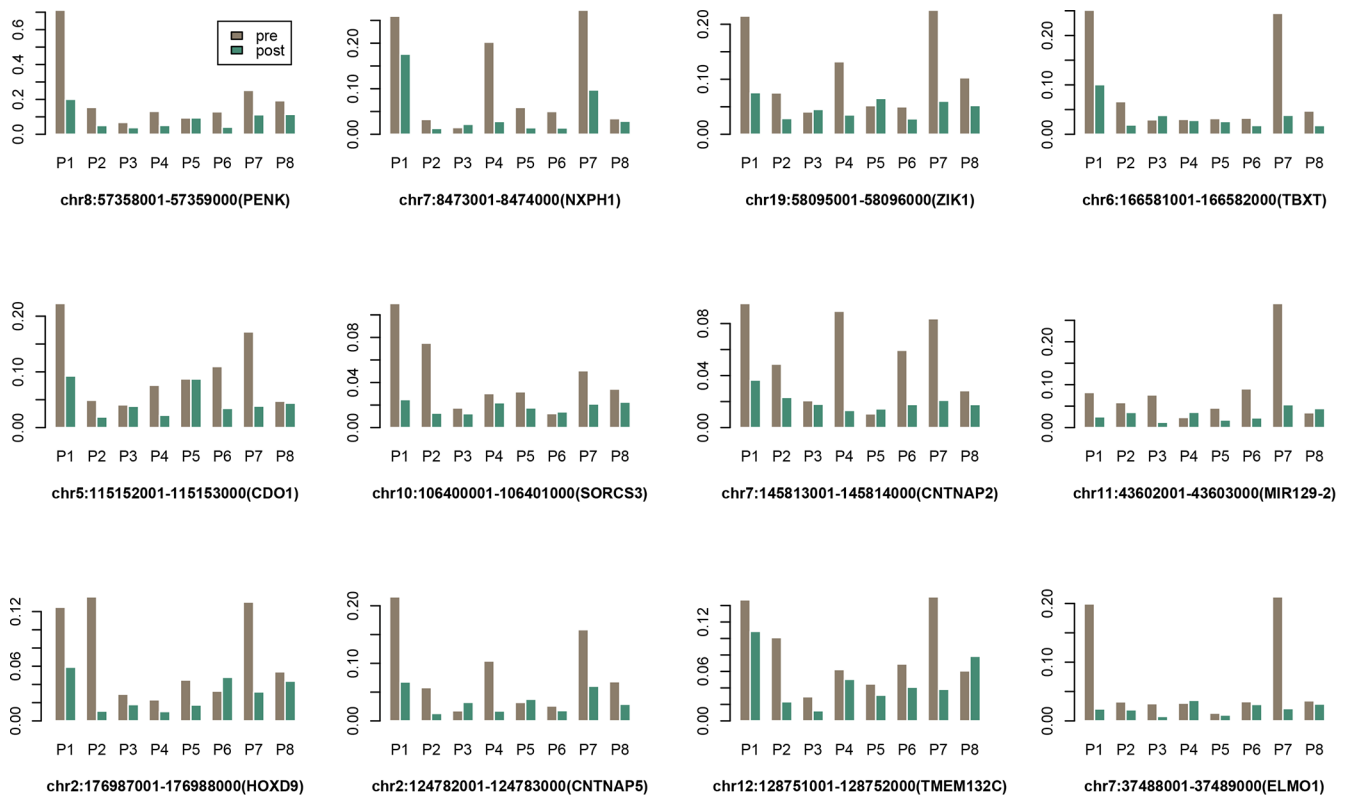 pre
post
0.0 0.2 0.4 0.6
P1 P2 P3 P4 P5 P6 P7 P8
chr8:57358001-57359000(PENK)
0.00 0.10 0.20
P1 P2 P3 P4 P5 P6 P7 P8
chr7:8473001-8474000(NXPH1)
0.00 0.10 0.20
P1 P2 P3 P4 P5 P6 P7 P8
chr19:58095001-58096000(ZIK1)
0.00 0.10 0.20
P1 P2 P3 P4 P5 P6 P7 P8
chr6:166581001-166582000(TBXT)
0.00 0.10 0.20
P1 P2 P3 P4 P5 P6 P7 P8
chr5:115152001-115153000(CDO1)
0.00 0.04 0.08
P1 P2 P3 P4 P5 P6 P7 P8
chr10:106400001-106401000(SORCS3)
0.00 0.04 0.08
P1 P2 P3 P4 P5 P6 P7 P8
chr7:145813001-145814000(CNTNAP2)
0.00 0.10 0.20
P1 P2 P3 P4 P5 P6 P7 P8
chr11:43602001-43603000(MIR129-2)
0.00 0.06 0.12
P1 P2 P3 P4 P5 P6 P7 P8
chr2:176987001-176988000(HOXD9)
0.00 0.10 0.20
P1 P2 P3 P4 P5 P6 P7 P8
chr2:124782001-124783000(CNTNAP5)
0.00 0.06 0.12
P1 P2 P3 P4 P5 P6 P7 P8
chr12:128751001-128752000(TMEM132C)
0.00 0.10 0.20
P1 P2 P3 P4 P5 P6 P7 P8
chr7:37488001-37489000(ELMO1)